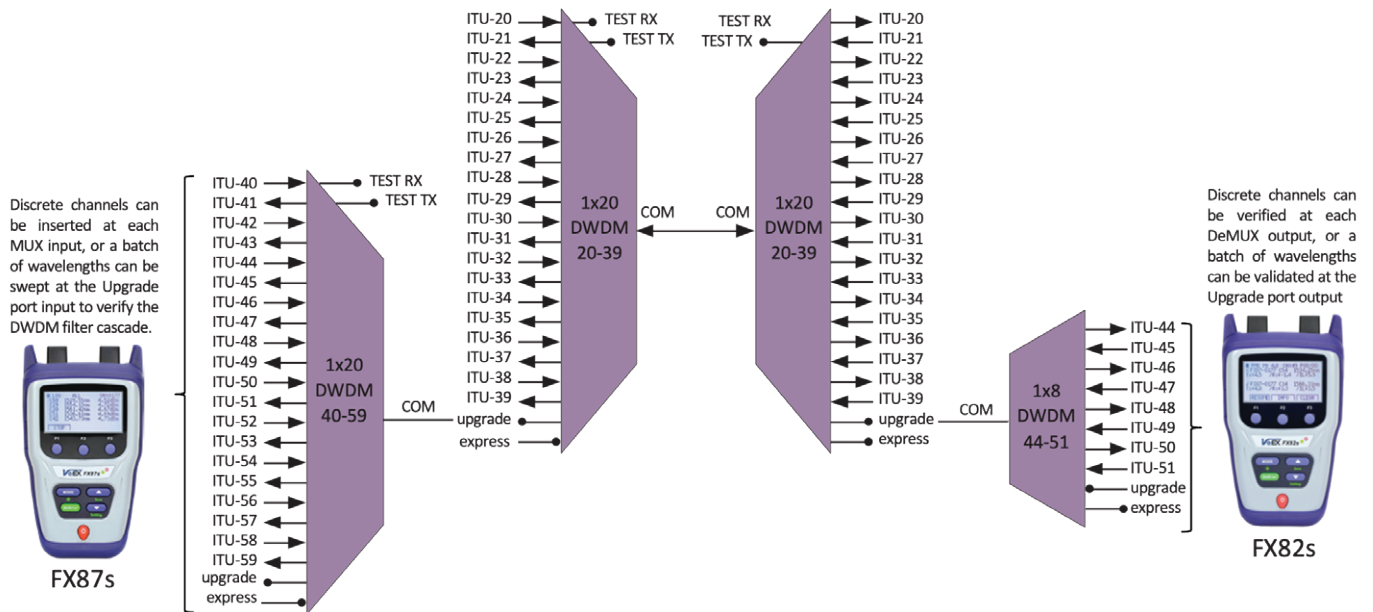 Discrete channels can
be inserted at each
MUX input, or a batch
of wavelengths can be
swept at the Upgrade
port input to verify the
DWDM filter cascade.
VeEX FX87s
FX87s
ITU-40
ITU-41
ITU-42
ITU-43
ITU-44
ITU-45
ITU-46
ITU-47
ITU-48
ITU-49
ITU-50
ITU-51
ITU-52
ITU-53
ITU-54
ITU-55
ITU-56
ITU-57
ITU-58
ITU-59
upgrade
express
TEST RX
TEST TX
1x20
DWDM
40-59
COM
ITU-20
ITU-21
ITU-22
ITU-23
ITU-24
ITU-25
ITU-26
ITU-27
ITU-28
ITU-29
ITU-30
ITU-31
ITU-32
ITU-33
ITU-34
ITU-35
ITU-36
ITU-37
ITU-38
ITU-39
upgrade
express
TEST RX
TEST TX
1x20
DWDM
20-39
COM
COM
TEST RX
TEST TX
1x20
DWDM
20-39
ITU-20
ITU-21
ITU-22
ITU-23
ITU-24
ITU-25
ITU-26
ITU-27
ITU-28
ITU-29
ITU-30
ITU-31
ITU-32
ITU-33
ITU-34
ITU-35
ITU-36
ITU-37
ITU-38
ITU-39
upgrade
express
COM
1x8
DWDM
44-51
ITU-44
ITU-45
ITU-46
ITU-47
ITU-48
ITU-49
ITU-50
ITU-51
upgrade
express
Discrete channels can
be verified at each
DeMUX output, or a
batch of wavelengths
can be validated at the
Upgrade port output
VeEX FX82s
FX82s